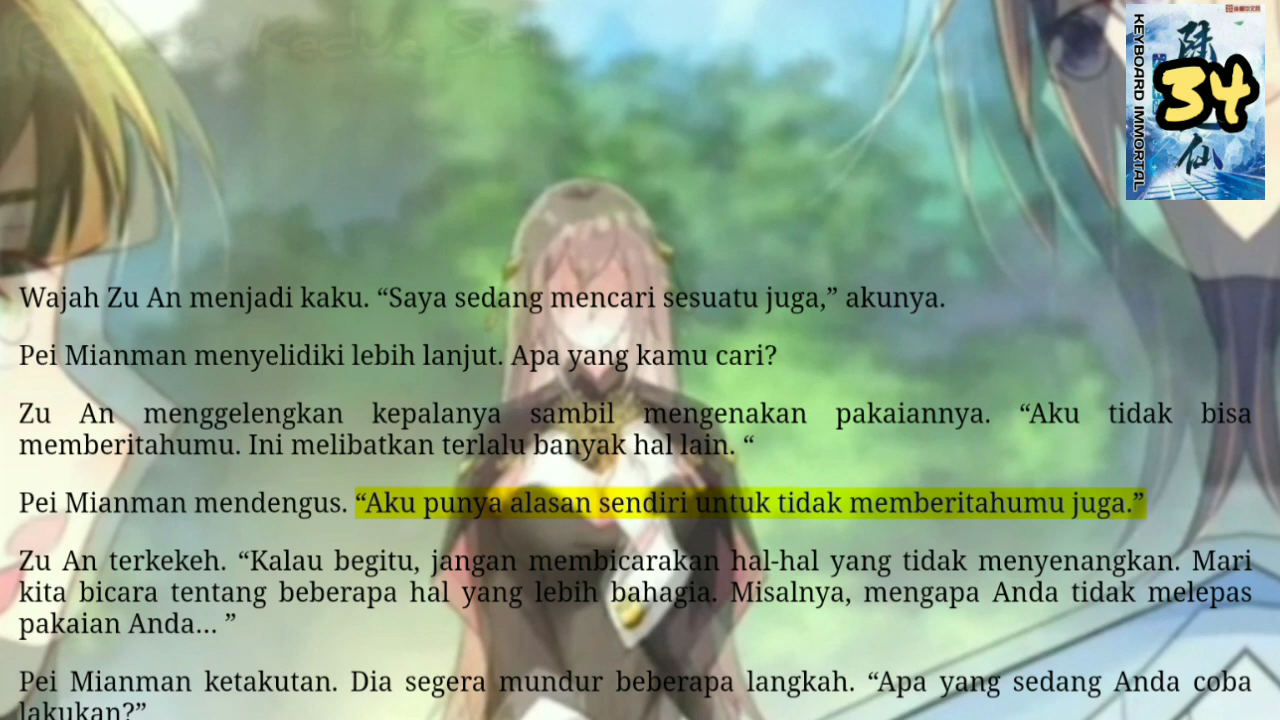 陆
仙
KEYBOARD IMMORTAL
34
Wajah Zu An menjadi kaku. “Saya sedang mencari sesuatu juga,” akunya.
Pei Mianman menyelidiki lebih lanjut. Apa yang kamu cari?
Zu An menggelengkan kepalanya sambil mengenakan pakaiannya. “Aku tidak bisa
memberitahumu. Ini melibatkan terlalu banyak hal lain. “
Pei Mianman mendengus. “Aku punya alasan sendiri untuk tidak memberitahumu juga.”
Zu An terkekeh. “Kalau begitu, jangan membicarakan hal-hal yang tidak menyenangkan. Mari
kita bicara tentang beberapa hal yang lebih bahagia. Misalnya, mengapa Anda tidak melepas
pakaian Anda… ”
Pei Mianman ketakutan. Dia segera mundur beberapa langkah. “Apa yang sedang Anda coba
lakukan?”